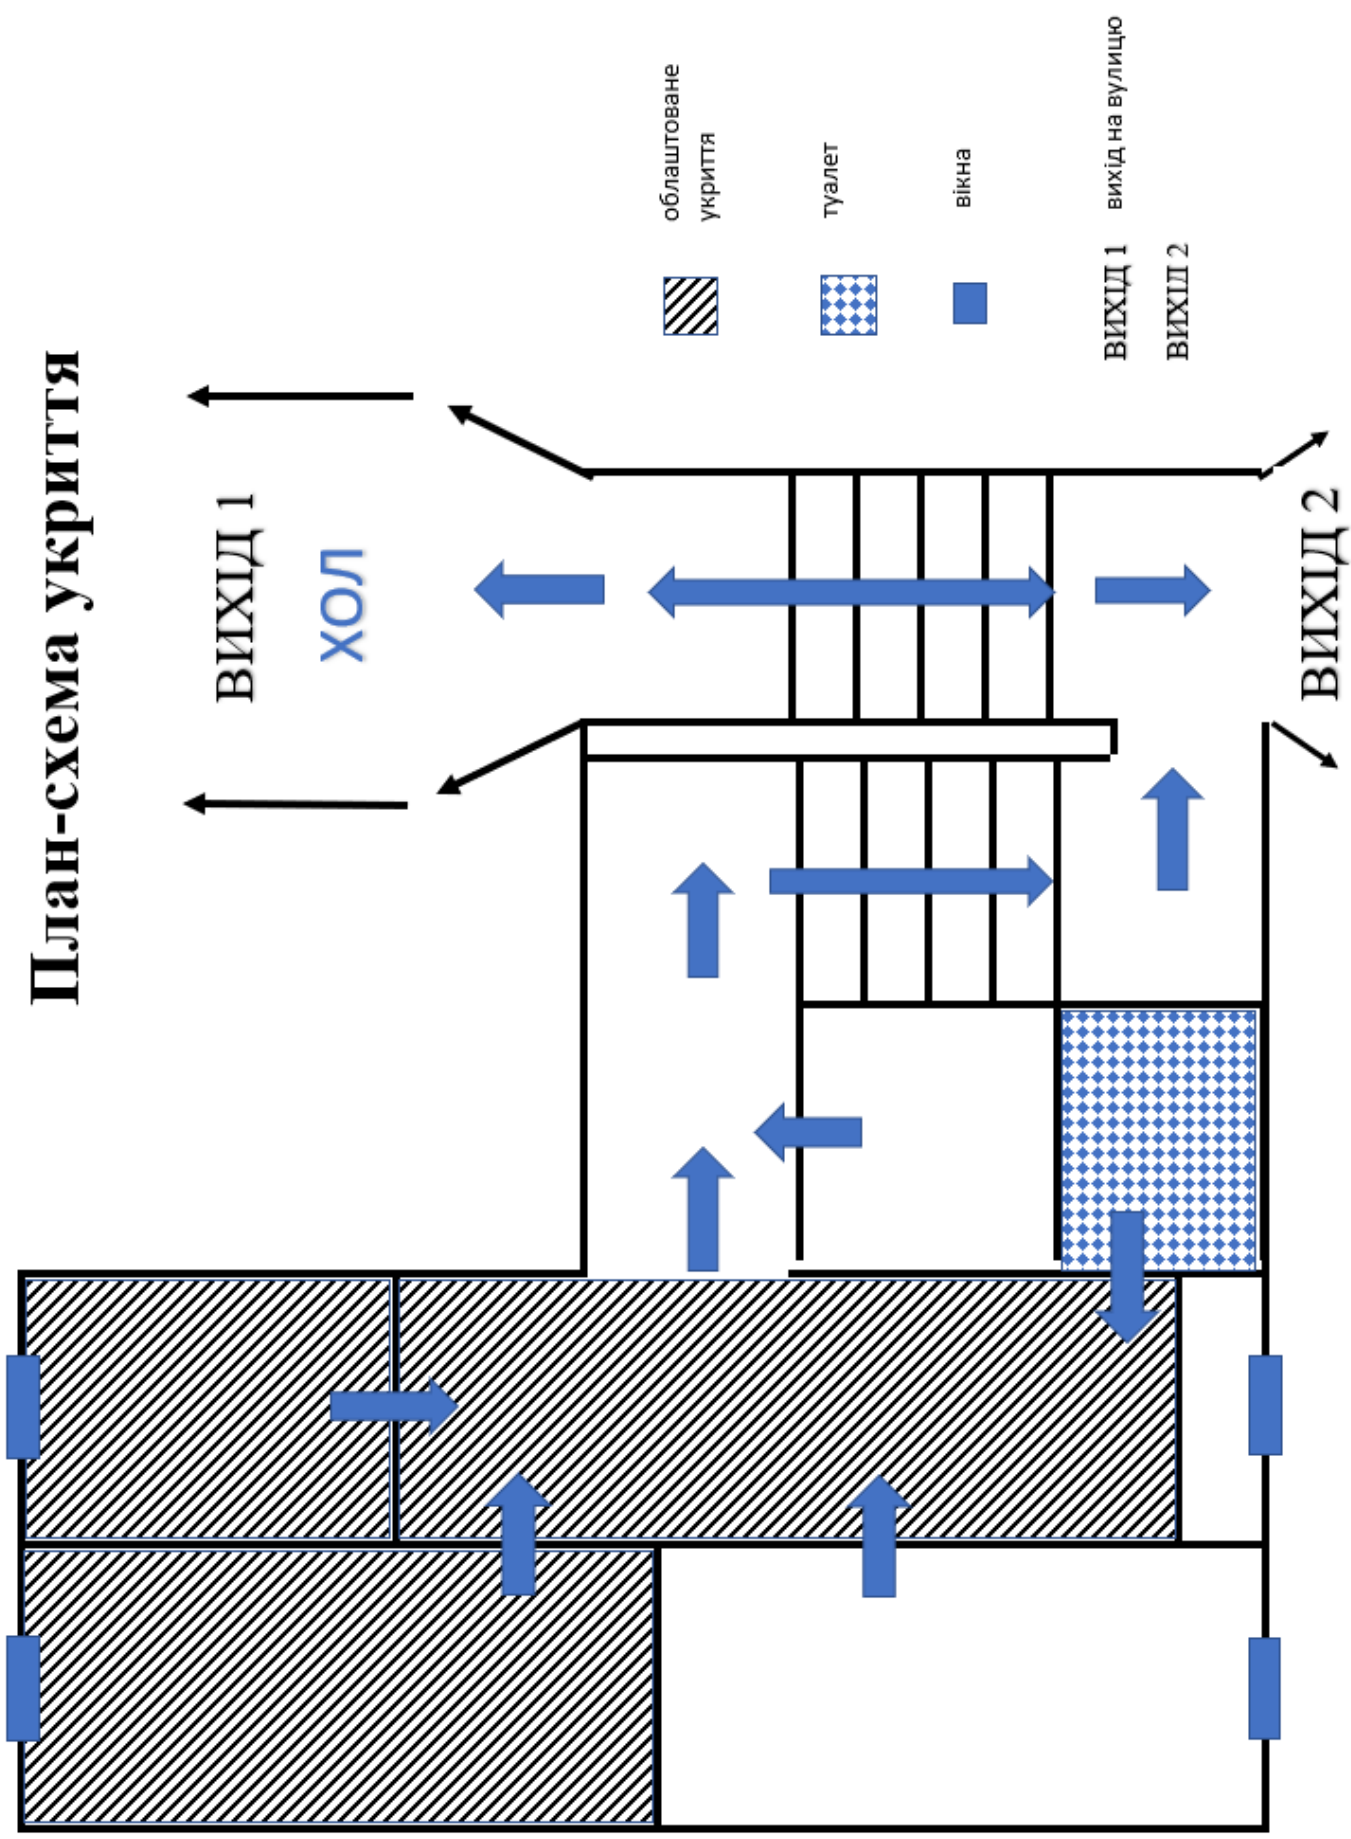 План-схема укриття
ВИХІД 1
ХОЛ
облаштоване
укриття
туалет
вікна
ВИХІД 1 вихід на вулицю
ВИХІД 2
ВИХІД 2